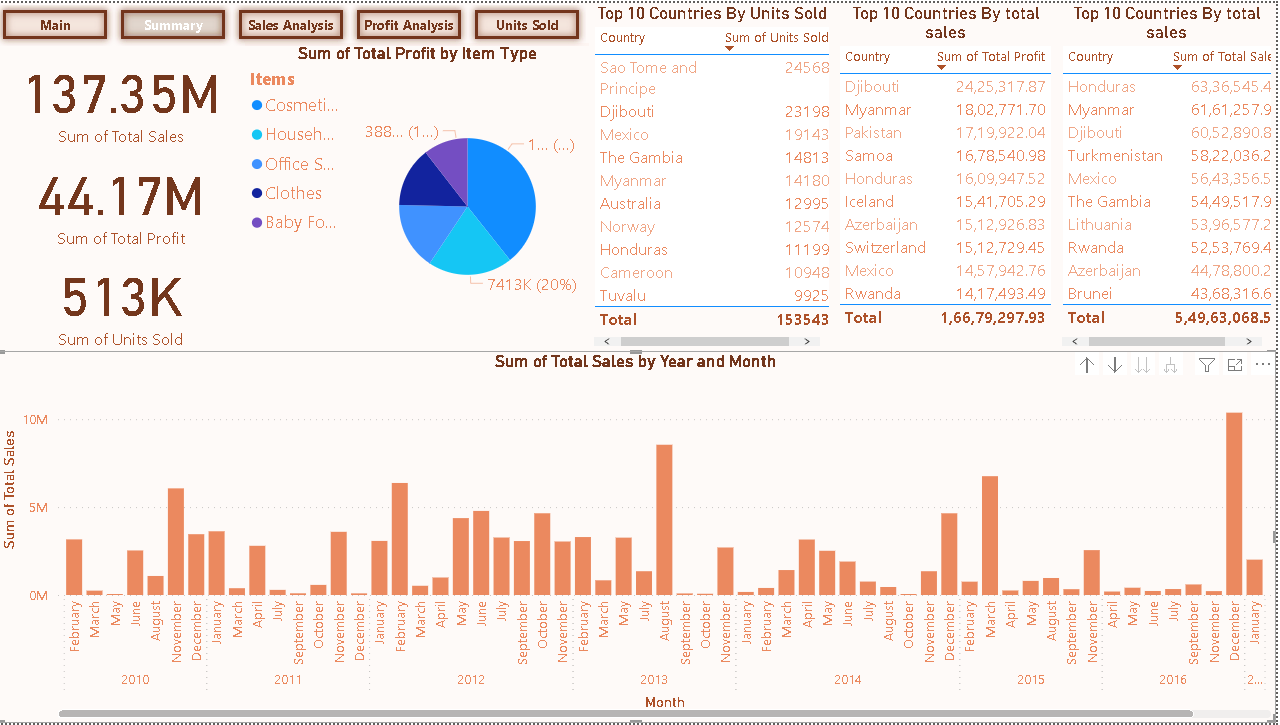 Main
Summary
Sales Analysis
Profit Analysis
Units Sold
137.35M
Sum of Total Sales
44.17M
Sum of Total Profit
513K
Sum of Units Sold
Sum of Total Profit by Item Type
Items
Cosmeti...
Househ...
Office S...
Clothes
Baby Fo...
388... (1...)
1... (...)
7413K (20%)
Top 10 Countries By Units Sold
Country Sum of Units Sold
Sao Tome and 24568
Principe
Djibouti 23198
Mexico 19143
The Gambia 14813
Myanmar 14180
Australia 12995
Norway 12574
Honduras 11199
Cameroon 10948
Tuvalu 9925
Total 153543
Top 10 Countries By total
sales
Country Sum of Total Profit
Djibouti 24,25,317.87
Myanmar 18,02,771.70
Pakistan 17,19,922.04
Samoa 16,78,540.98
Honduras 16,09,947.52
Iceland 15,41,705.29
Azerbaijan 15,12,926.83
Switzerland 15,12,729.45
Mexico 14,57,942.76
Rwanda 14,17,493.49
Total 1,66,79,297.93
Top 10 Countries By total
sales
Country Sum of Total Sale
Honduras 63,36,545.4
Myanmar 61,61,257.9
Djibouti 60,52,890.8
Turkmenistan 58,22,036.2
Mexico 56,43,356.5
The Gambia 54,49,517.9
Lithuania 53,96,577.2
Rwanda 52,53,769.4
Azerbaijan 44,78,800.2
Brunei 43,68,316.6
Total 5,49,63,068.5
Sum of Total Sales by Year and Month
Sum of Total Sales
10M
5M
0M
February March May June August November December
January March April July September October November December
January February March April May June July September October November
February March May July August September October November
January February March April May June July August October November December
February March April May August September November
April May June July September November December
January
2010 2011 2012 2013 2014 2015 2016 2...
Month